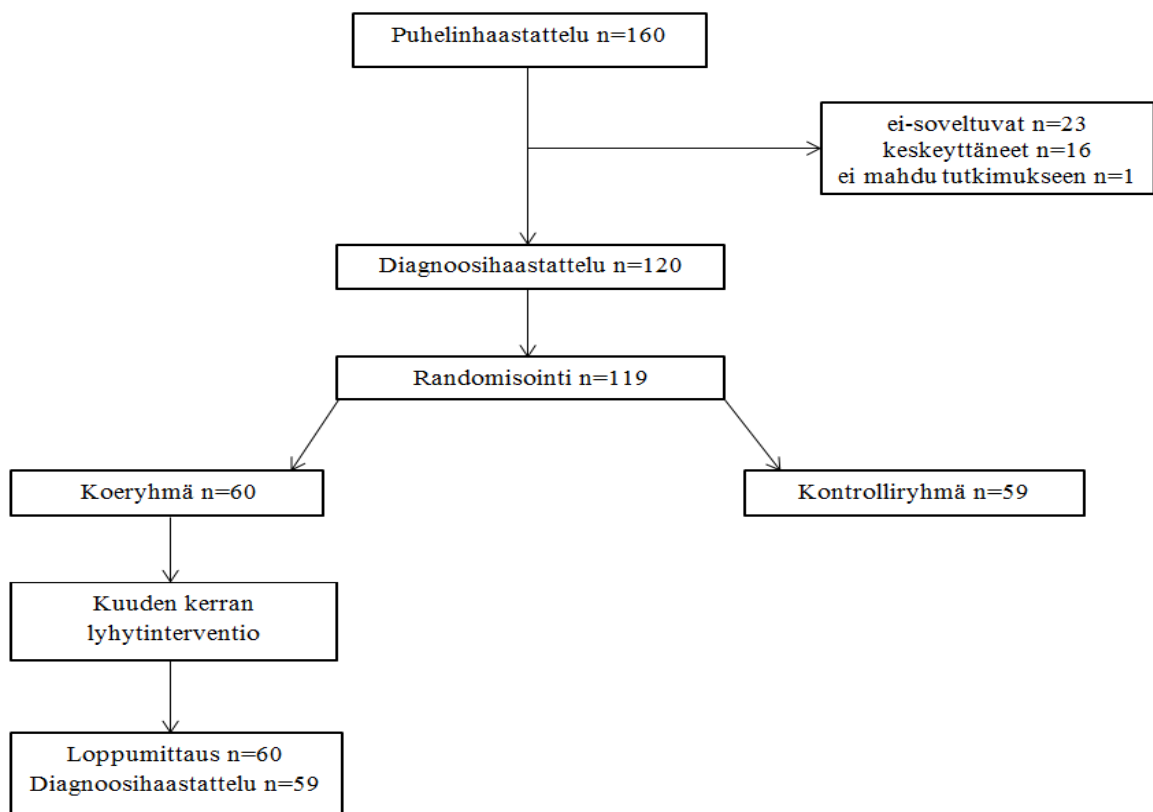 Puhelinhaastattelu n=160
ei-soveltuvat n=23
keskeyttäneet n=16
ei mahdu tutkimukseen n=1
Diagnoosihaastattelu n=120
Randomisointi n=119
Koeryhmä n=60
Kontrolliryhmä n=59
Kuuden kerran
lyhytinterventio
Loppumittaus n=60
Diagnoosihaastattelu n=59